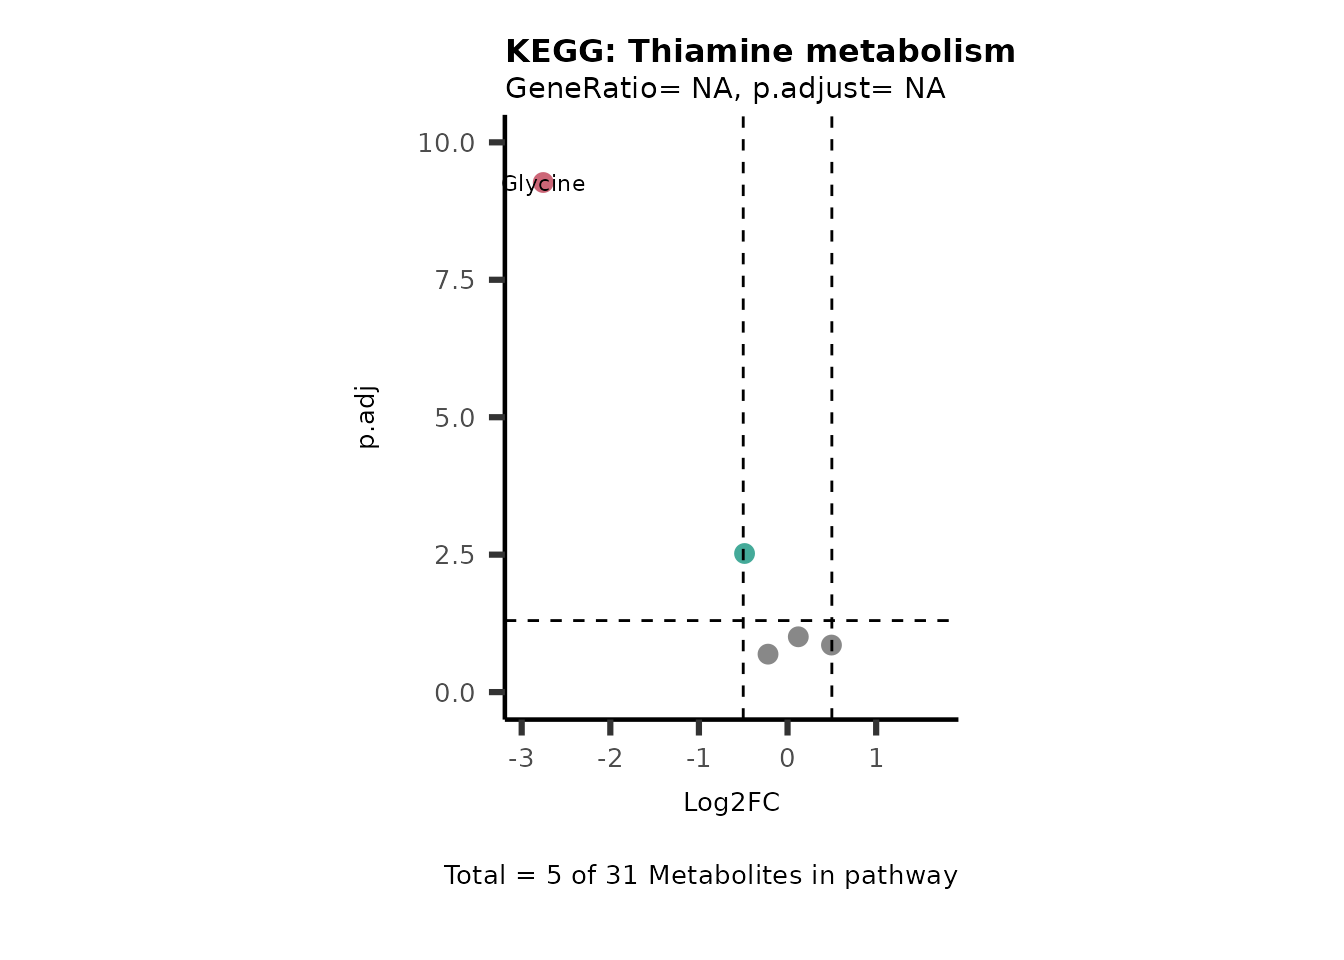 KEGG: Thiamine metabolism
GeneRatio= NA, p.adjust= NA
10.0
Glycine
7.5
5.0
p.adj
2.5
0.0
-3 -2 -1 0 1
Log2FC
Total = 5 of 31 Metabolites in pathway